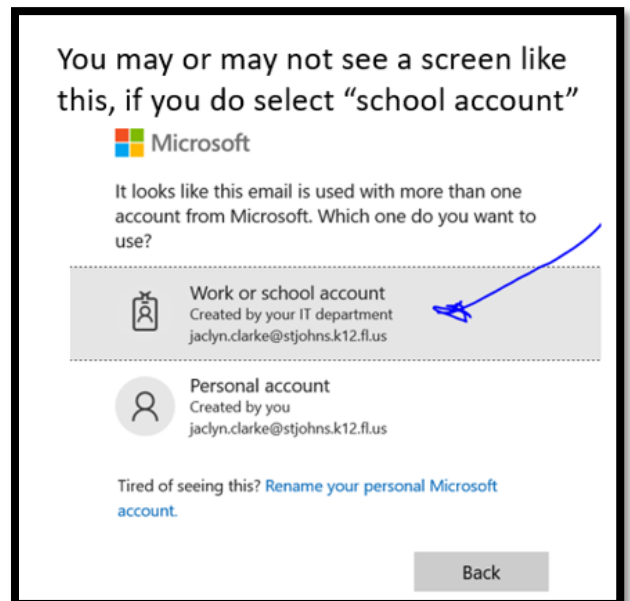 You may or may not see a screen like
this, if you do select “school account”
Microsoft
It looks like this email is used with more than one
account from Microsoft. Which one do you want to
use?
Work or school account
Created by your IT department
jaclyn.clarke@stjohns.k12.fl.us
Personal account
Created by you
jaclyn.clarke@stjohns.k12.fl.us
Tired of seeing this? Rename your personal Microsoft
account.
Back